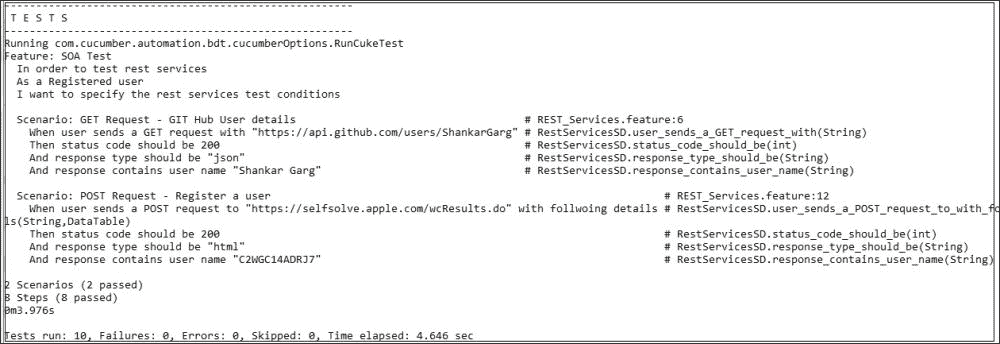 -----------------------------------------------------
 T E S T S
-----------------------------------------------------
Running com.cucumber.automation.bdt.cucumberOptions.RunCukeTest
Feature: SOA Test
  In order to test rest services
  As a Registered user
  I want to specify the rest services test conditions

  Scenario: GET Request - GIT Hub User details # REST_Services.feature:6
    When user sends a GET request with "https://api.github.com/users/ShankarGarg" # RestServicesSD.user_sends_a_GET_request_with(String)
    Then status code should be 200 # RestServicesSD.status_code_should_be(int)
    And response type should be "json" # RestServicesSD.response_type_should_be(String)
    And response contains user name "Shankar Garg" # RestServicesSD.response_contains_user_name(String)

  Scenario: POST Request - Register a user # REST_Services.feature:12
    When user sends a POST request to "https://selfsolve.apple.com/wcResults.do" with follwoing details # RestServicesSD.user_sends_a_POST_request_to_with_fo
ls(String,DataTable)
    Then status code should be 200 # RestServicesSD.status_code_should_be(int)
    And response type should be "html" # RestServicesSD.response_type_should_be(String)
    And response contains user name "C2WGC14ADRJ7" # RestServicesSD.response_contains_user_name(String)

2 Scenarios (2 passed)
8 Steps (8 passed)
0m3.976s

Tests run: 10, Failures: 0, Errors: 0, Skipped: 0, Time elapsed: 4.646 sec